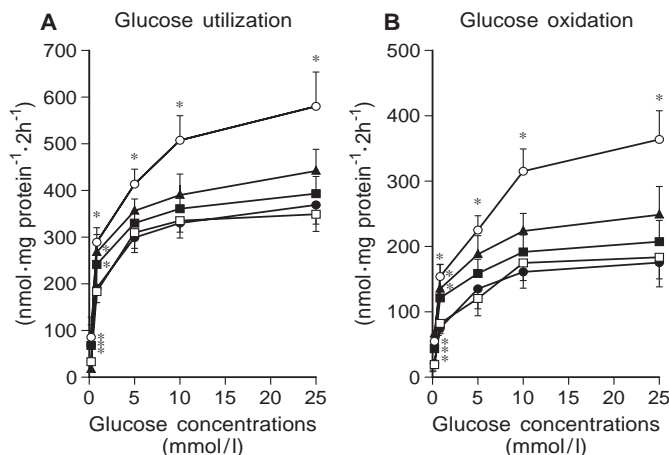 A Glucose utilization
700
600
500
400
300
200
100
0
(nmol·mg protein⁻¹·2h⁻¹)
* * * *
*
*
***
0 5 10 15 20 25
Glucose concentrations
(mmol/l)
B Glucose oxidation
500
400
300
200
100
0
(nmol·mg protein⁻¹·2h⁻¹)
* * * *
*
*
***
0 5 10 15 20 25
Glucose concentrations
(mmol/l)